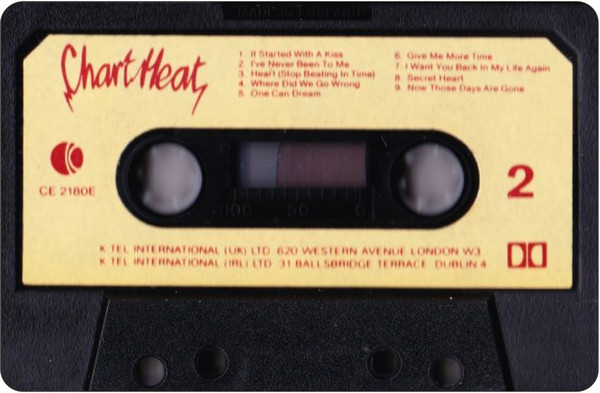 Chart Heat
1. It Started With A Kiss
2. I've Never Been To Me
3. Heart (Stop Beating In Time)
4. Where Did We Go Wrong
5. One Can Dream
6. Give Me More Time
7. I Want You Back In My Life Again
8. Secret Heart
9. Now Those Days Are Gone
CE 2180E
100 50 0
2
K TEL INTERNATIONAL (UK) LTD 620 WESTERN AVENUE LONDON W3
K TEL INTERNATIONAL (IRL) LTD 31 BALLSBRIDGE TERRACE DUBLIN 4